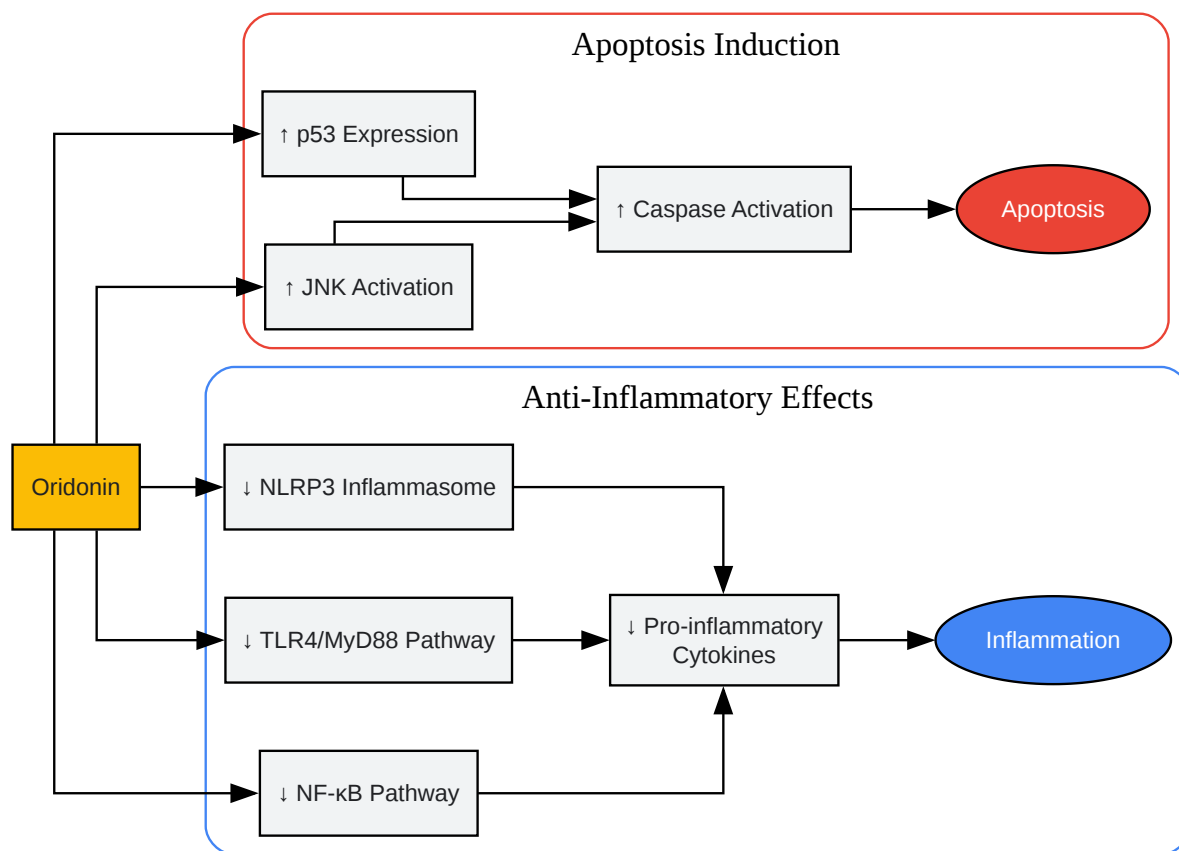 Apoptosis Induction
↑ p53 Expression
↑ Caspase Activation
Apoptosis
↑ JNK Activation
Anti-Inflammatory Effects
Oridonin
↓ NLRP3 Inflammasome
↓ TLR4/MyD88 Pathway
↓ Pro-inflammatory
Cytokines
Inflammation
↓ NF-κB Pathway